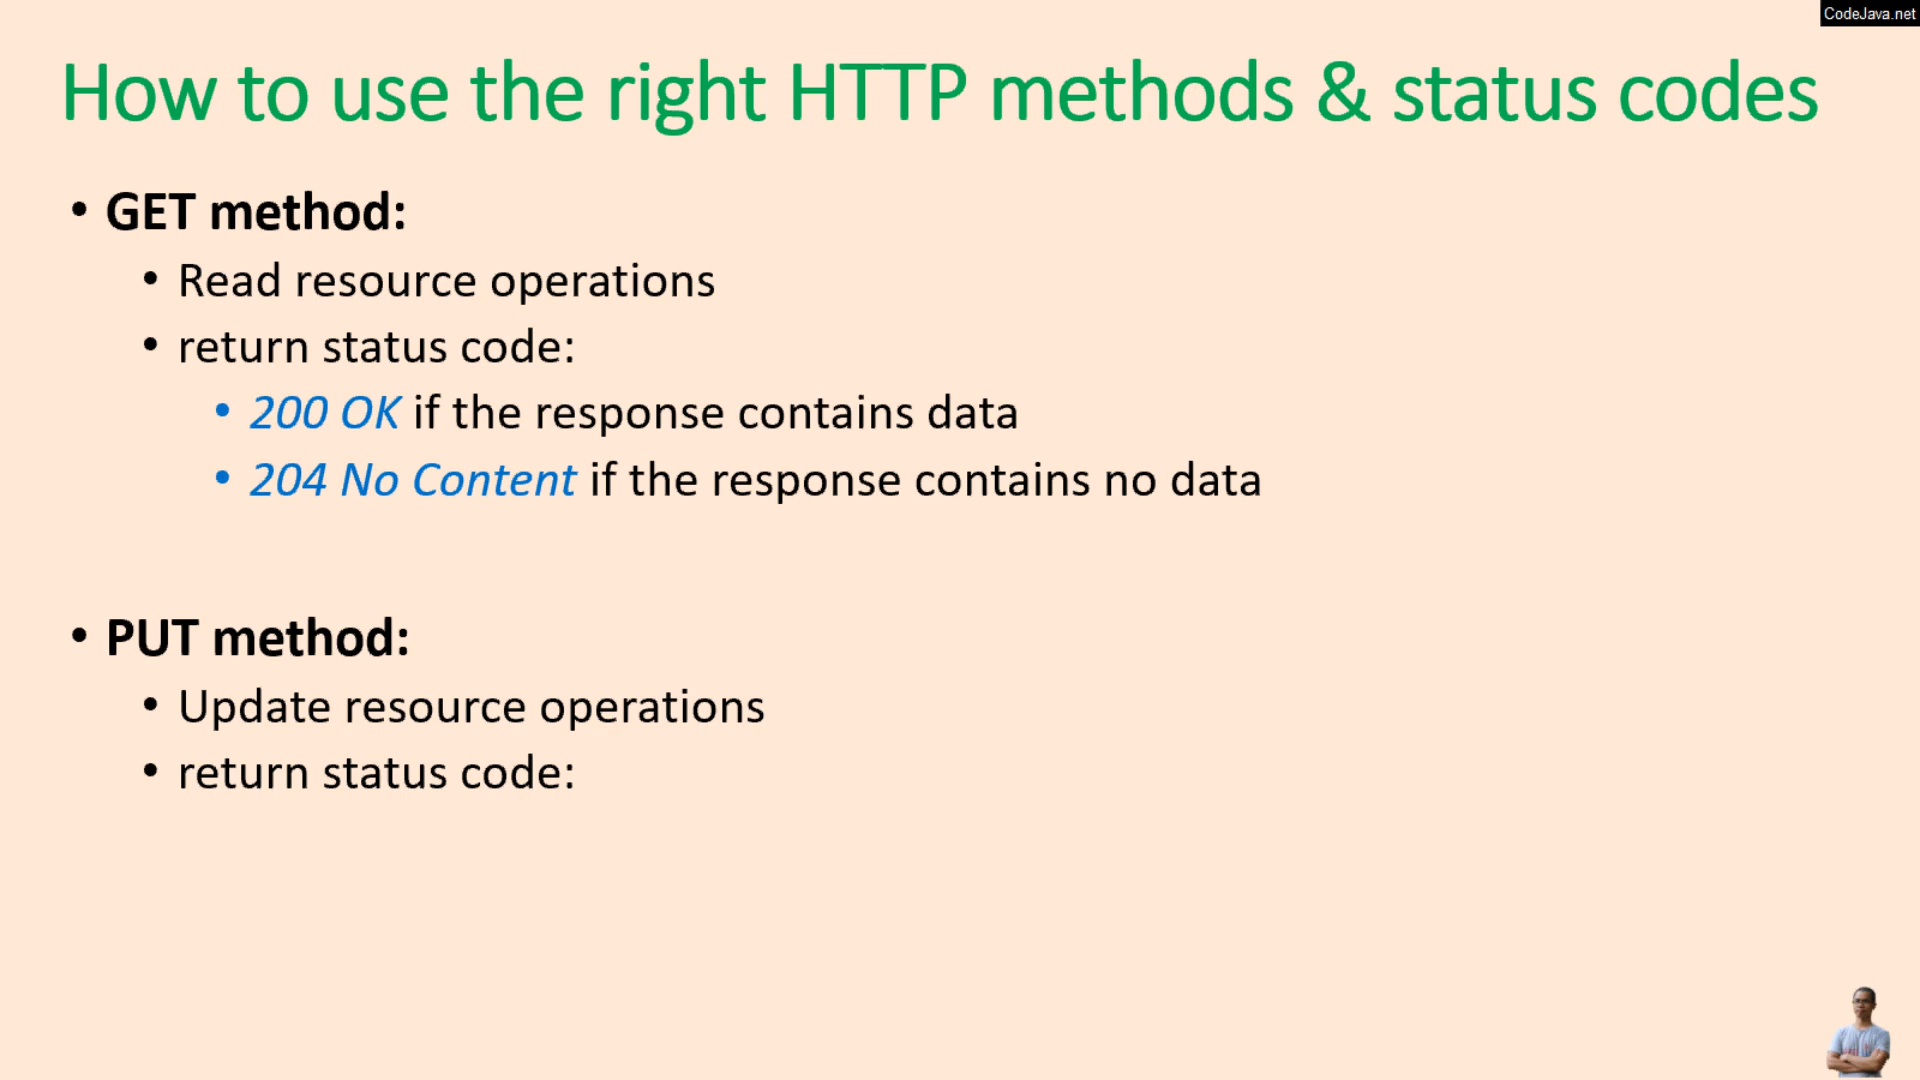 CodeJava.net
How to use the right HTTP methods & status codes
• GET method:
• Read resource operations
• return status code:
• 200 OK if the response contains data
• 204 No Content if the response contains no data
• PUT method:
• Update resource operations
• return status code: